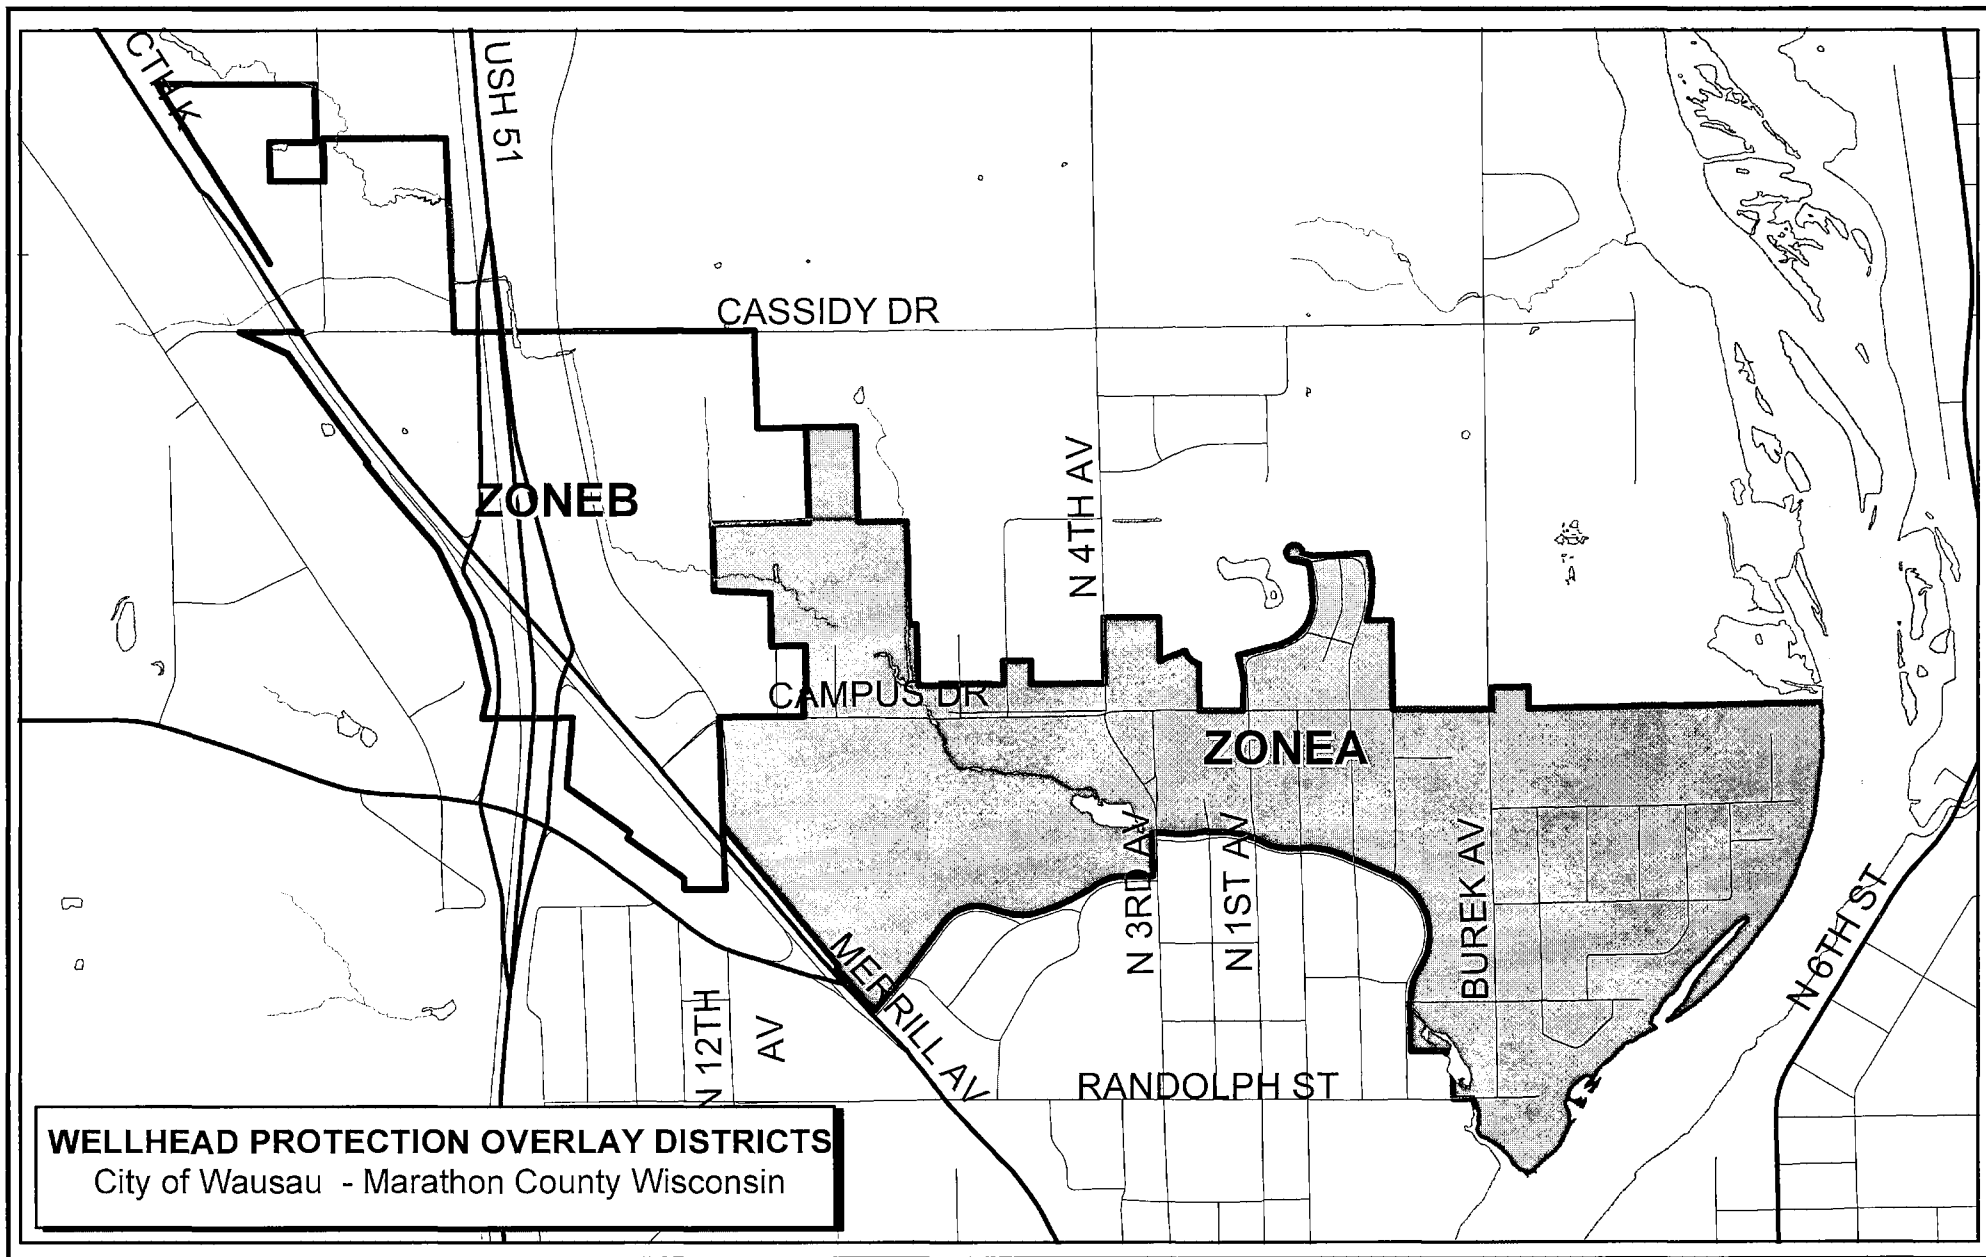 CTH K
USH 51
CASSIDY DR
N 4TH AV
ZONEB
CAMPUS DR
ZONEA
N 3RD AV
N 1ST AV
BUREK AV
N 6TH ST
MERRILL AV
N 12TH
AV
RANDOLPH ST
WELLHEAD PROTECTION OVERLAY DISTRICTS
City of Wausau - Marathon County Wisconsin